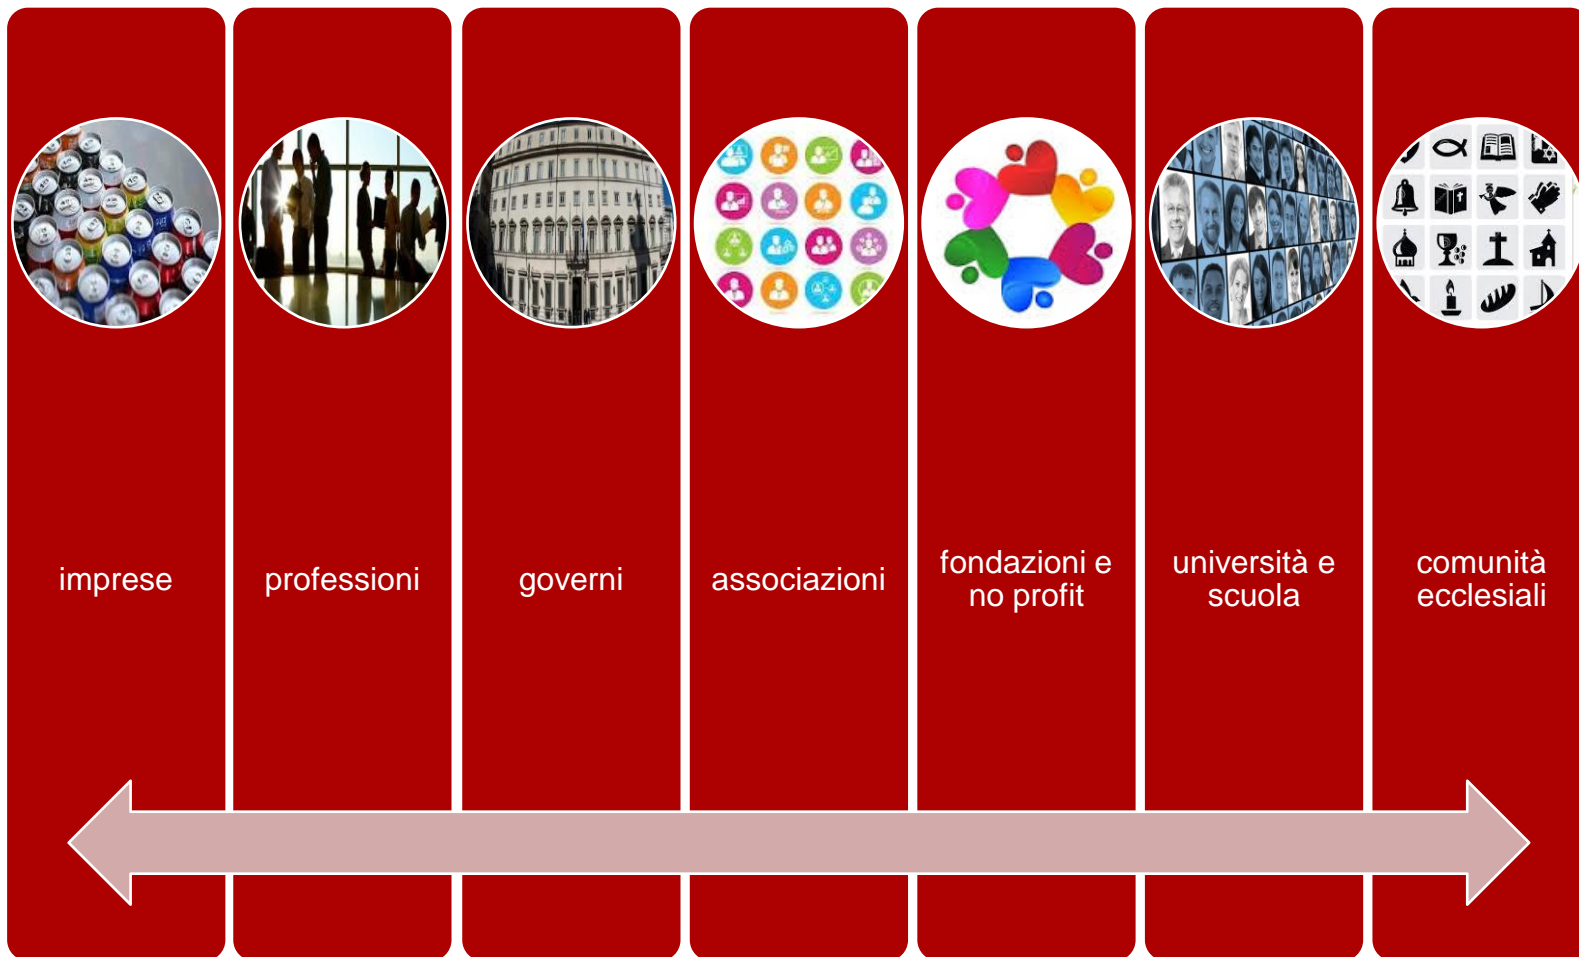 imprese
professioni
governi
associazioni
fondazioni e
no profit
università e
scuola
comunità
ecclesiali